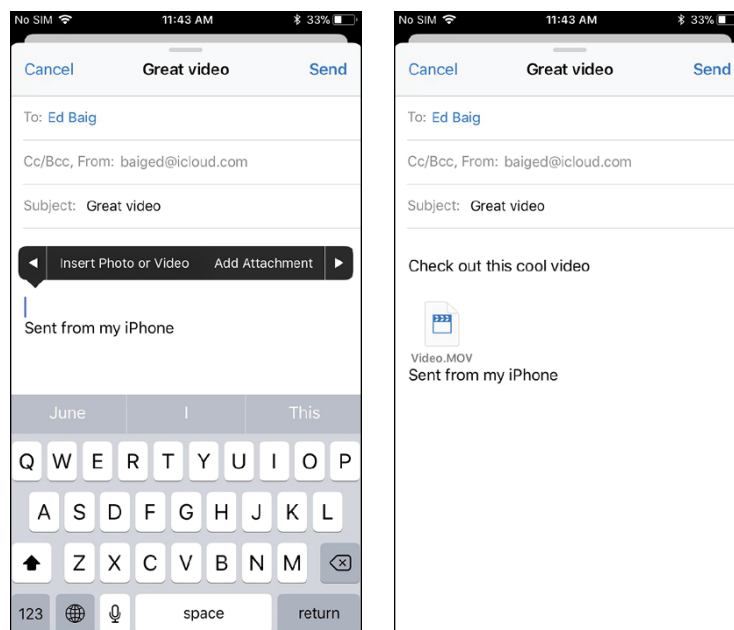 No SIM 11:43 AM 33%
Cancel Great video Send
To: Ed Baig
Cc/Bcc, From: baiged@icloud.com
Subject: Great video
Insert Photo or Video Add Attachment
Sent from my iPhone
June I This
Q W E R T Y U I O P
A S D F G H J K L
Z X C V B N M
123 space return
No SIM 11:43 AM 33%
Cancel Great video Send
To: Ed Baig
Cc/Bcc, From: baiged@icloud.com
Subject: Great video
Check out this cool video
Video.MOV
Sent from my iPhone